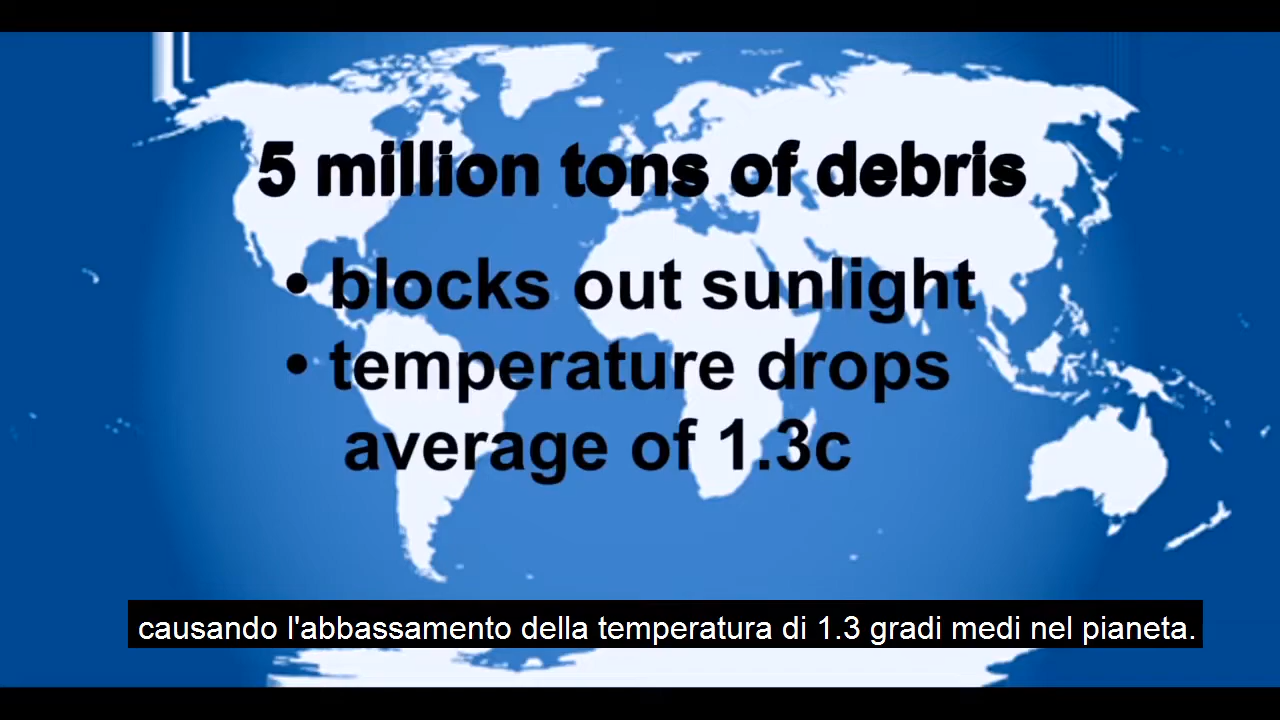 5 million tons of debris
• blocks out sunlight
• temperature drops
average of 1.3c
causando l'abbassamento della temperatura di 1.3 gradi medi nel pianeta.